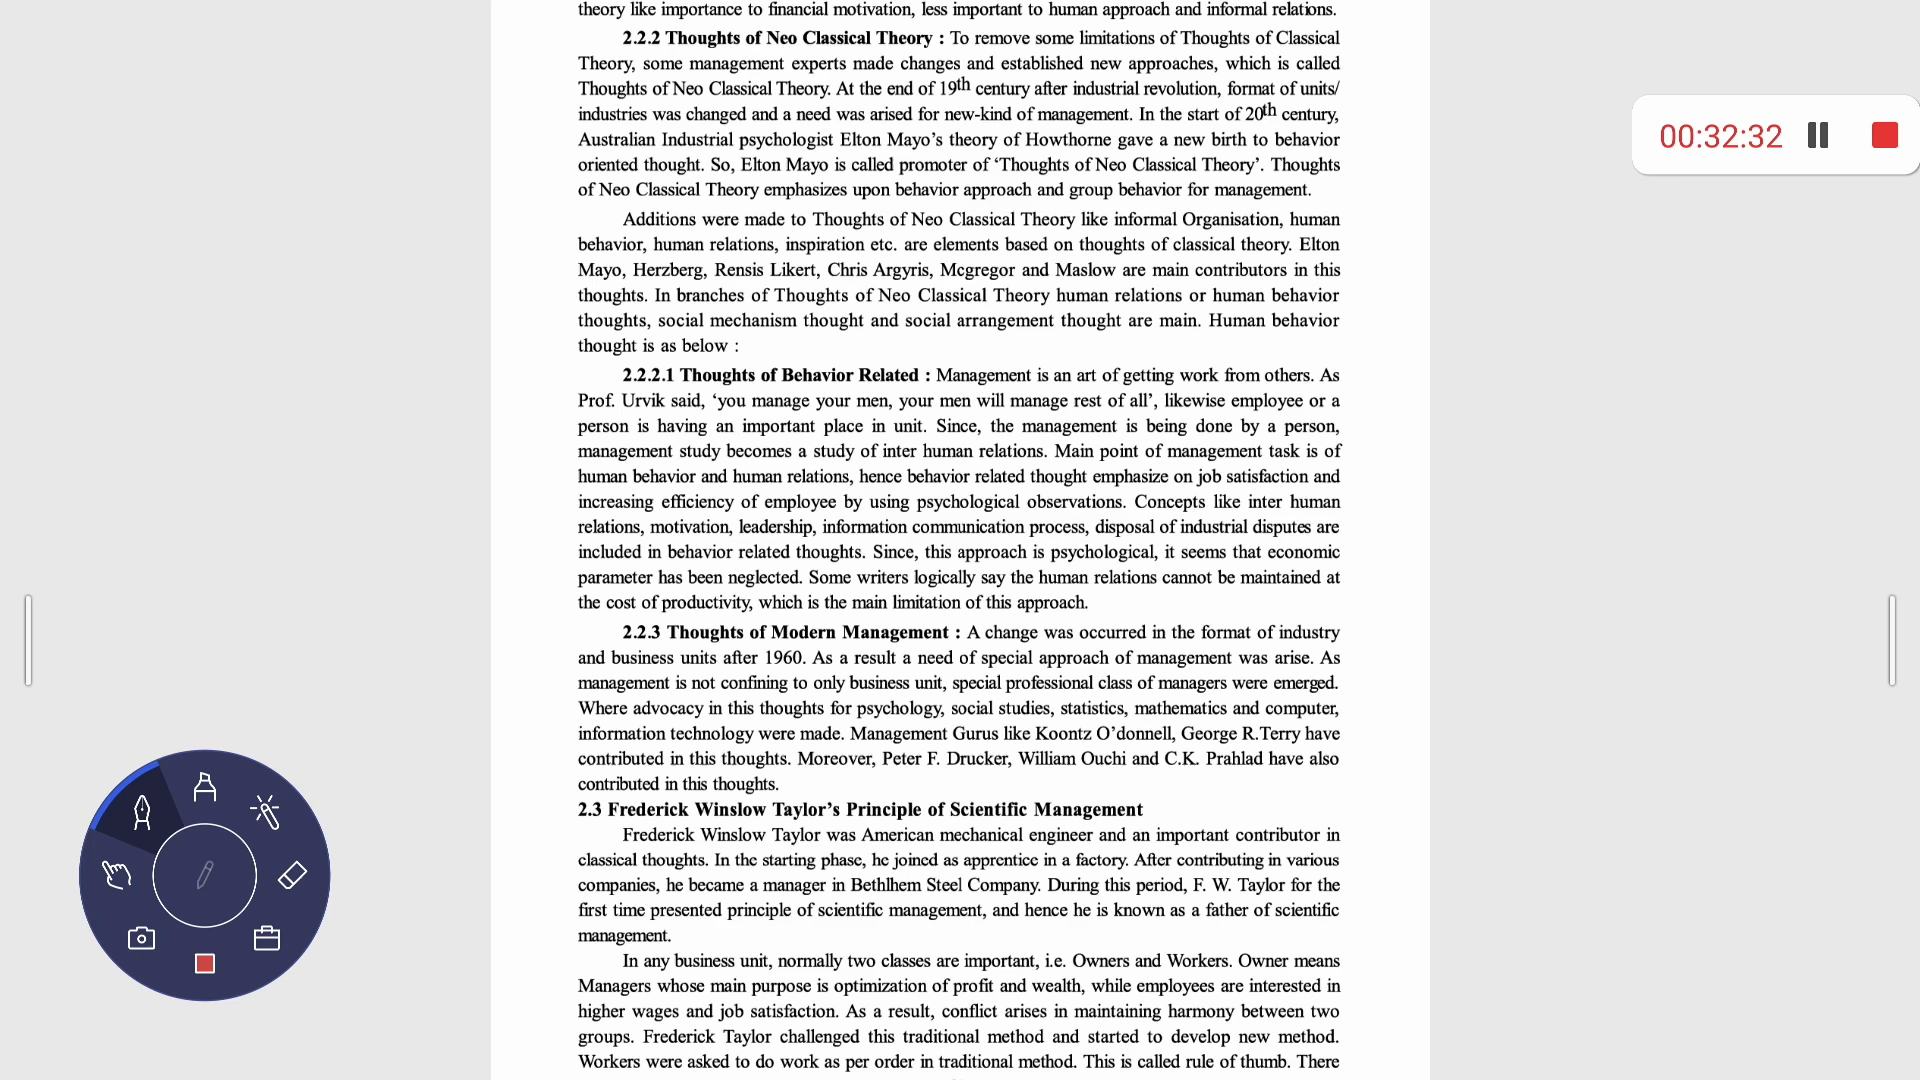 theory like importance to financial motivation, less important to human approach and informal relations.
2.2.2 Thoughts of Neo Classical Theory : To remove some limitations of Thoughts of Classical
Theory, some management experts made changes and established new approaches, which is called
Thoughts of Neo Classical Theory. At the end of 19th century after industrial revolution, format of units/
industries was changed and a need was arised for new-kind of management. In the start of 20th century,
Australian Industrial psychologist Elton Mayo’s theory of Howthorne gave a new birth to behavior
oriented thought. So, Elton Mayo is called promoter of ‘Thoughts of Neo Classical Theory’. Thoughts
of Neo Classical Theory emphasizes upon behavior approach and group behavior for management.
Additions were made to Thoughts of Neo Classical Theory like informal Organisation, human
behavior, human relations, inspiration etc. are elements based on thoughts of classical theory. Elton
Mayo, Herzberg, Rensis Likert, Chris Argyris, Mcgregor and Maslow are main contributors in this
thoughts. In branches of Thoughts of Neo Classical Theory human relations or human behavior
thoughts, social mechanism thought and social arrangement thought are main. Human behavior
thought is as below :
2.2.2.1 Thoughts of Behavior Related : Management is an art of getting work from others. As
Prof. Urvik said, ‘you manage your men, your men will manage rest of all’, likewise employee or a
person is having an important place in unit. Since, the management is being done by a person,
management study becomes a study of inter human relations. Main point of management task is of
human behavior and human relations, hence behavior related thought emphasize on job satisfaction and
increasing efficiency of employee by using psychological observations. Concepts like inter human
relations, motivation, leadership, information communication process, disposal of industrial disputes are
included in behavior related thoughts. Since, this approach is psychological, it seems that economic
parameter has been neglected. Some writers logically say the human relations cannot be maintained at
the cost of productivity, which is the main limitation of this approach.
2.2.3 Thoughts of Modern Management : A change was occurred in the format of industry
and business units after 1960. As a result a need of special approach of management was arise. As
management is not confining to only business unit, special professional class of managers were emerged.
Where advocacy in this thoughts for psychology, social studies, statistics, mathematics and computer,
information technology were made. Management Gurus like Koontz O’donnell, George R.Terry have
contributed in this thoughts. Moreover, Peter F. Drucker, William Ouchi and C.K. Prahlad have also
contributed in this thoughts.
2.3 Frederick Winslow Taylor’s Principle of Scientific Management
Frederick Winslow Taylor was American mechanical engineer and an important contributor in
classical thoughts. In the starting phase, he joined as apprentice in a factory. After contributing in various
companies, he became a manager in Bethlhem Steel Company. During this period, F. W. Taylor for the
first time presented principle of scientific management, and hence he is known as a father of scientific
management.
In any business unit, normally two classes are important, i.e. Owners and Workers. Owner means
Managers whose main purpose is optimization of profit and wealth, while employees are interested in
higher wages and job satisfaction. As a result, conflict arises in maintaining harmony between two
groups. Frederick Taylor challenged this traditional method and started to develop new method.
Workers were asked to do work as per order in traditional method. This is called rule of thumb. There
00:32:32